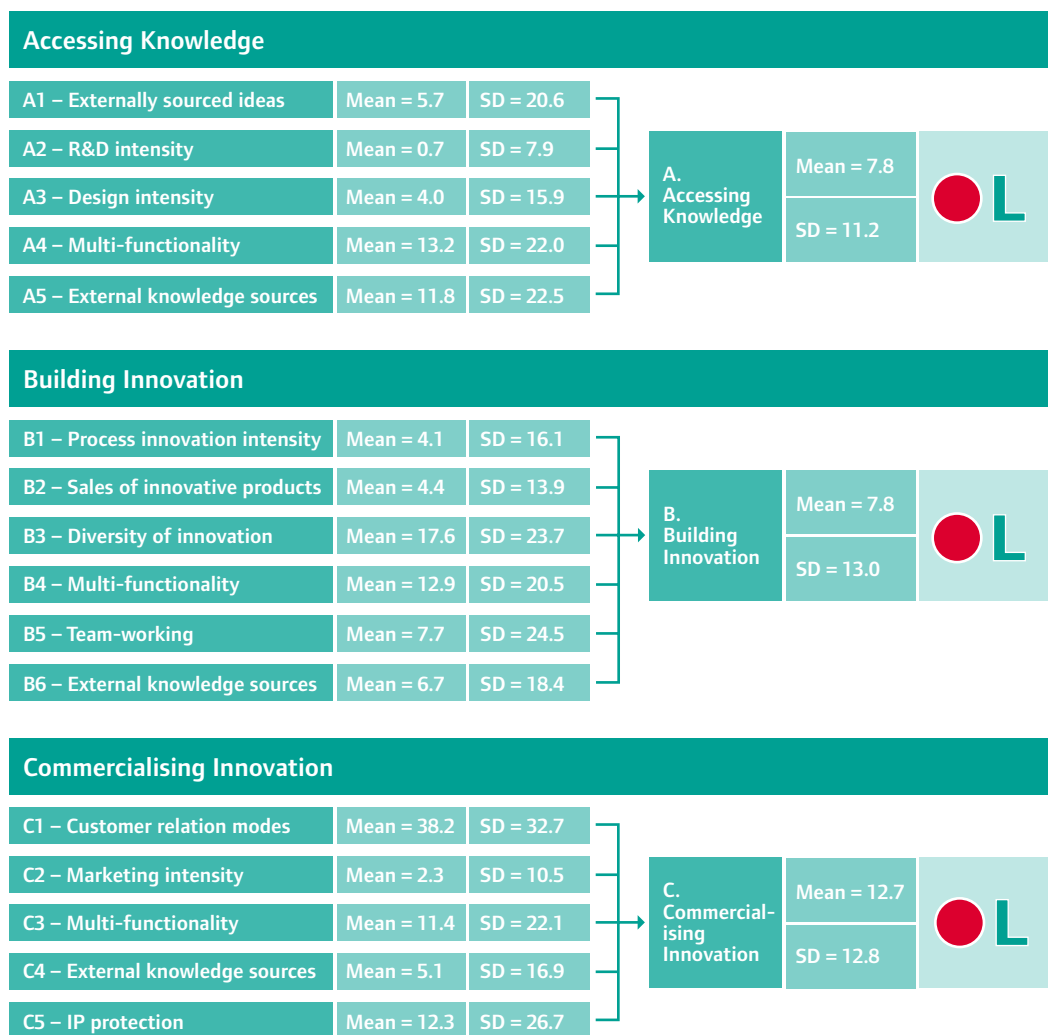 Accessing Knowledge
A1 – Externally sourced ideas Mean = 5.7 SD = 20.6
A2 – R&D intensity Mean = 0.7 SD = 7.9
A3 – Design intensity Mean = 4.0 SD = 15.9
A4 – Multi-functionality Mean = 13.2 SD = 22.0
A5 – External knowledge sources Mean = 11.8 SD = 22.5
A.
Accessing
Knowledge
Mean = 7.8
SD = 11.2
L
Building Innovation
B1 – Process innovation intensity Mean = 4.1 SD = 16.1
B2 – Sales of innovative products Mean = 4.4 SD = 13.9
B3 – Diversity of innovation Mean = 17.6 SD = 23.7
B4 – Multi-functionality Mean = 12.9 SD = 20.5
B5 – Team-working Mean = 7.7 SD = 24.5
B6 – External knowledge sources Mean = 6.7 SD = 18.4
B.
Building
Innovation
Mean = 7.8
SD = 13.0
L
Commercialising Innovation
C1 – Customer relation modes Mean = 38.2 SD = 32.7
C2 – Marketing intensity Mean = 2.3 SD = 10.5
C3 – Multi-functionality Mean = 11.4 SD = 22.1
C4 – External knowledge sources Mean = 5.1 SD = 16.9
C5 – IP protection Mean = 12.3 SD = 26.7
C.
Commercial-
ising
Innovation
Mean = 12.7
SD = 12.8
L